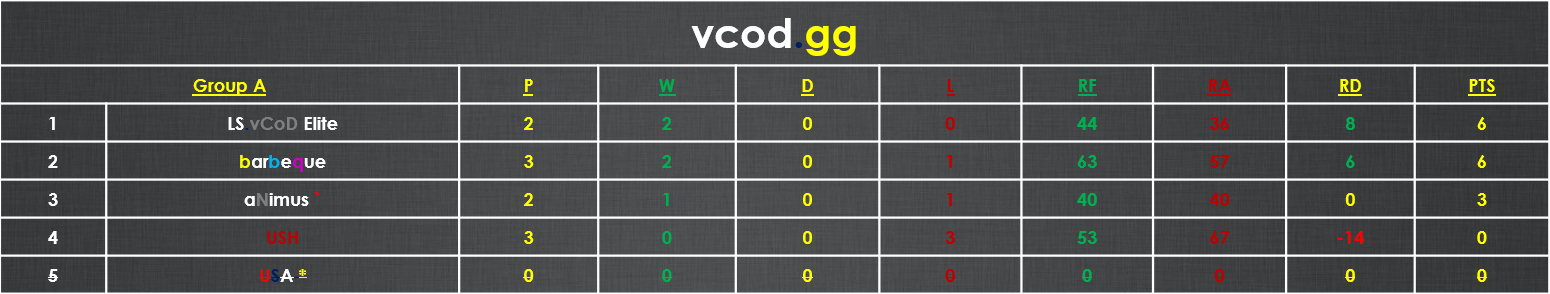 vcod.gg
Group A P W D L RF RA RD PTS
1 LS.vCoD Elite 2 2 0 0 44 36 8 6
2 barbeque 3 2 0 1 63 57 6 6
3 aNimus ` 2 1 0 1 40 40 0 3
4 USH 3 0 0 3 53 67 -14 0
5 USA * 0 0 0 0 0 0 0 0